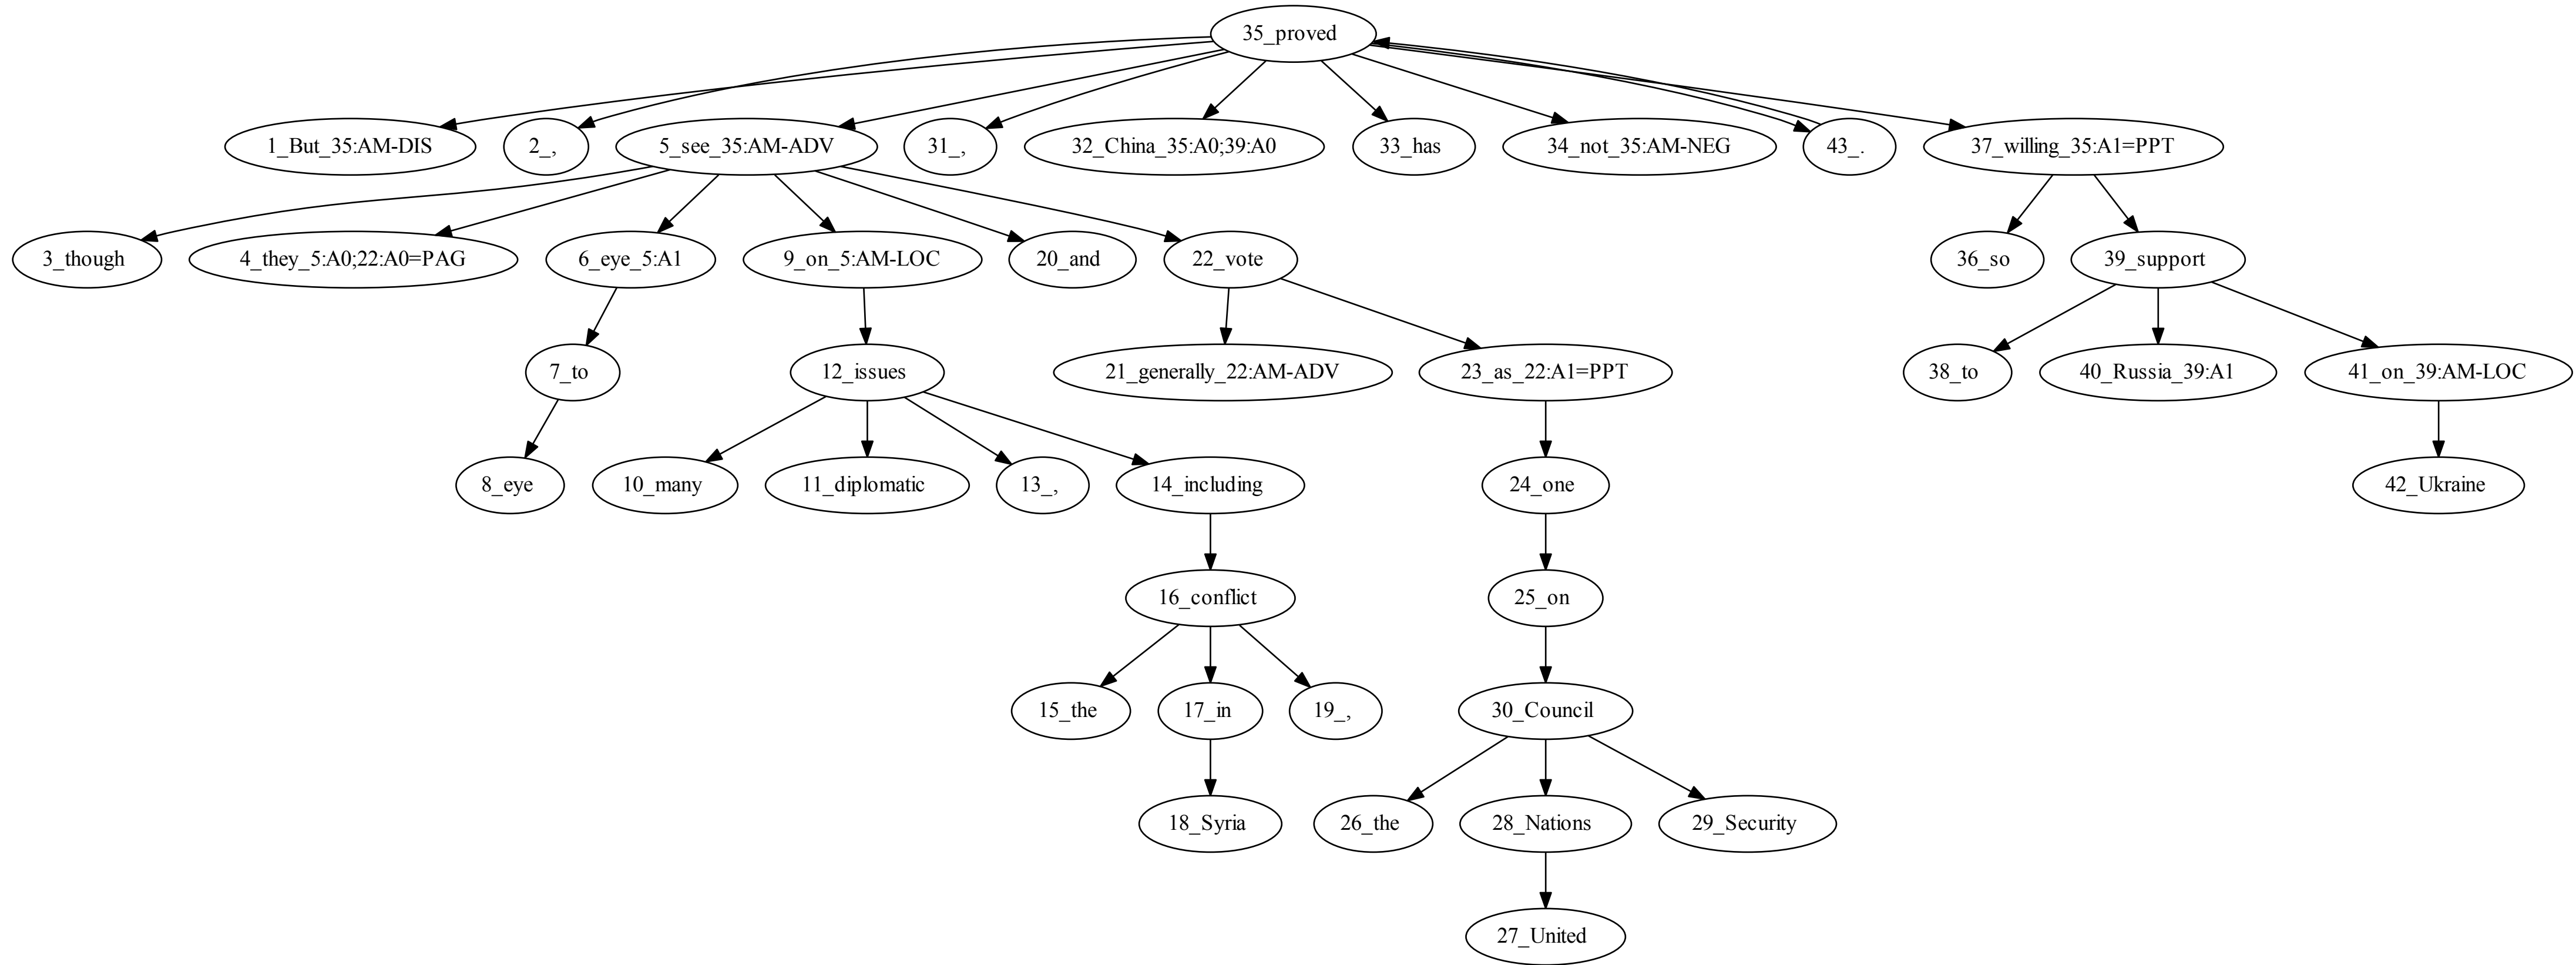 35_proved
1_But_35:AM-DIS
2_,
5_see_35:AM-ADV
31_,
32_China_35:A0;39:A0
33_has
34_not_35:AM-NEG
43_.
37_willing_35:A1=PPT
3_though
4_they_5:A0;22:A0=PAG
6_eye_5:A1
9_on_5:AM-LOC
20_and
22_vote
36_so
39_support
7_to
12_issues
21_generally_22:AM-ADV
23_as_22:A1=PPT
38_to
40_Russia_39:A1
41_on_39:AM-LOC
8_eye
10_many
11_diplomatic
13_,
14_including
24_one
42_Ukraine
16_conflict
25_on
15_the
17_in
19_,
30_Council
18_Syria
26_the
28_Nations
29_Security
27_United